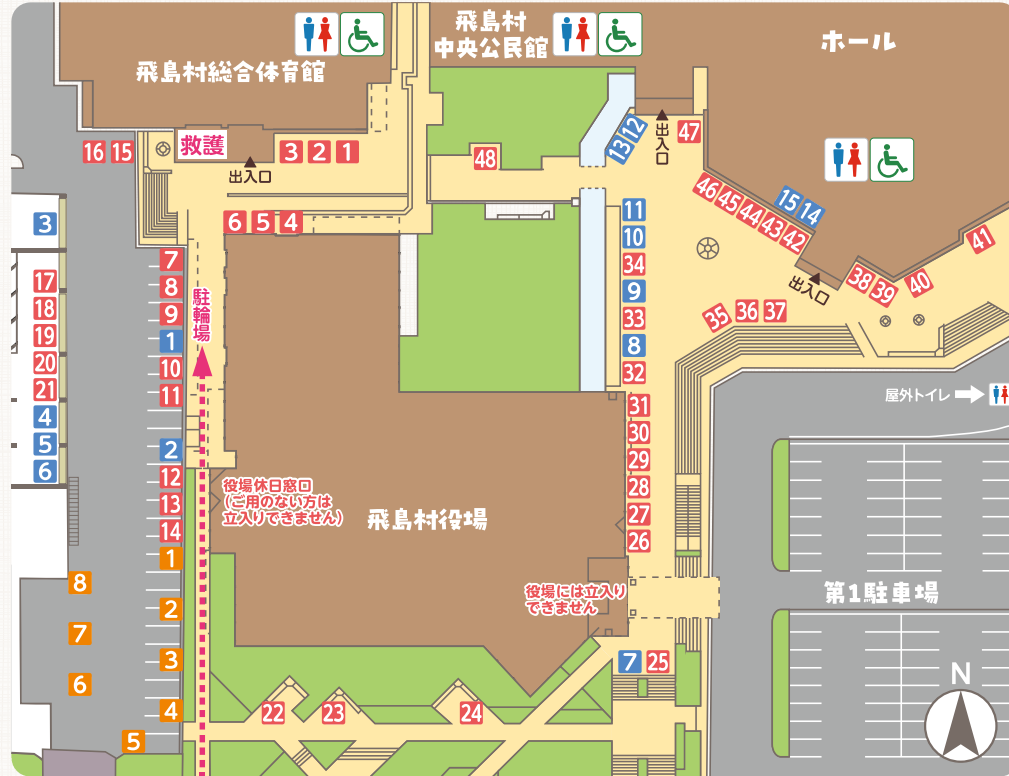 飛島村
中央公民館
ホール
飛島村総合体育館
救護
出入口
16 15
3 2 1
48
13 12
出入口
47
46 45 44 43 42
15 14
41
3
6 5 4
11
10
34
9
33
8
32
出入口
38 39 40
35 36 37
7
8
9
1
10
11
2
12
13
14
1
2
3
4
5
駐輪場
17
18
19
20
21
4
5
6
屋外トイレ
31
30
29
28
27
26
役場休日窓口
(ご用のない方は
立入りできません)
飛島村役場
役場には立入り
できません
第1駐車場
8
7
6
7 25
22 23 24
N